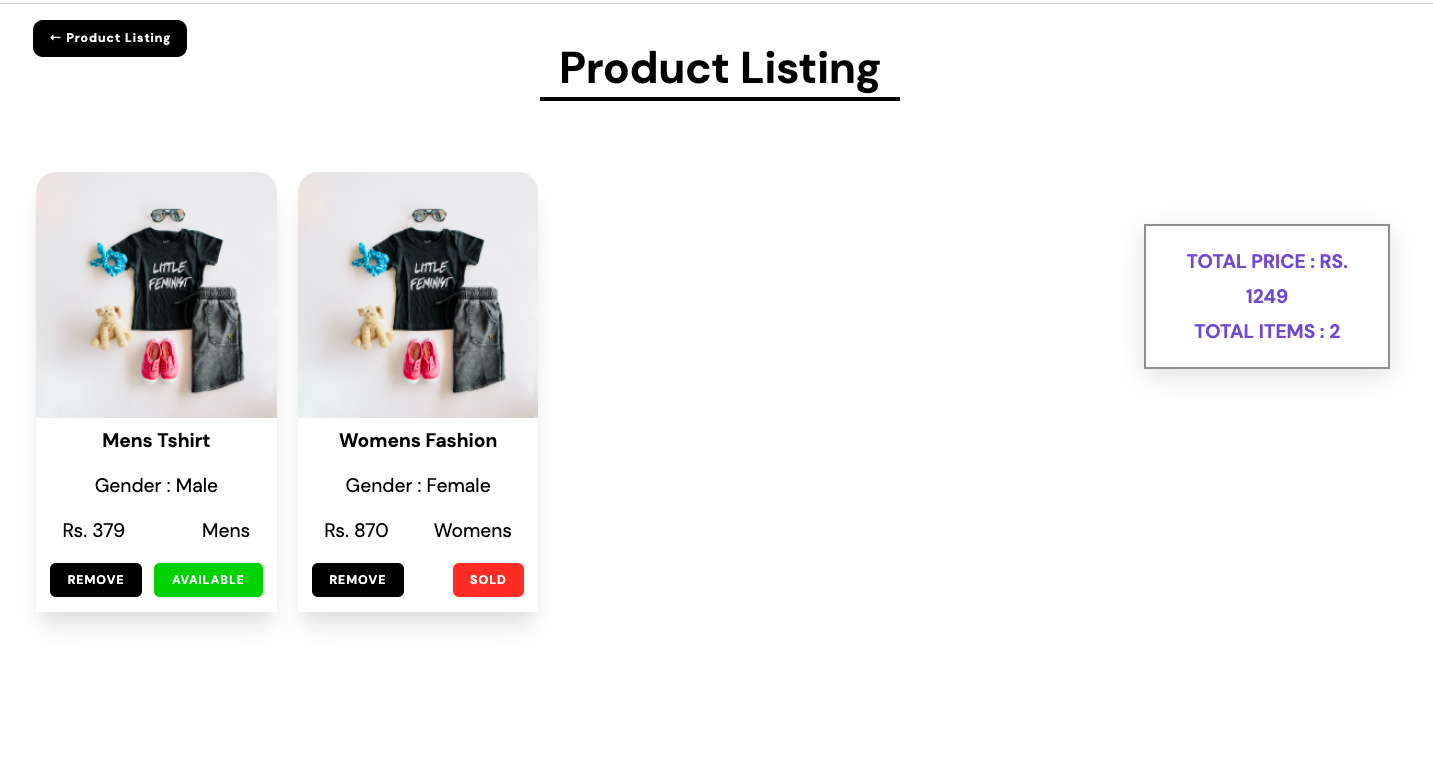 ← Product Listing
Product Listing
LITTLE
FEMINIST
LITTLE
FEMINIST
Mens Tshirt
Womens Fashion
Gender : Male
Gender : Female
Rs. 379
Mens
Rs. 870
Womens
REMOVE
AVAILABLE
REMOVE
SOLD
TOTAL PRICE : RS.
1249
TOTAL ITEMS : 2